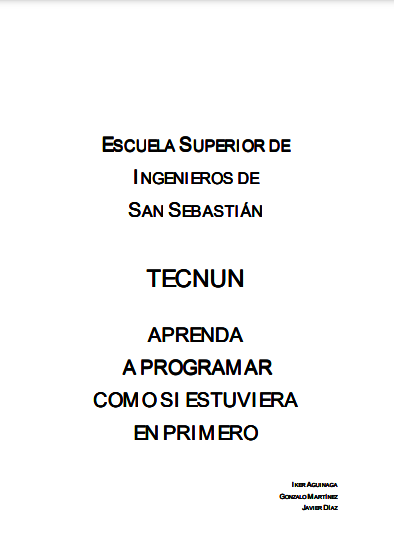 ESCUELA SUPERIOR DE
INGENIEROS DE
SAN SEBASTIÁN
TECNUN
APRENDA
A PROGRAMAR
COMO SI ESTUVIERA
EN PRIMERO
IKER AGUINAGA
GONZALO MARTÍNEZ
JAVIER DÍAZ